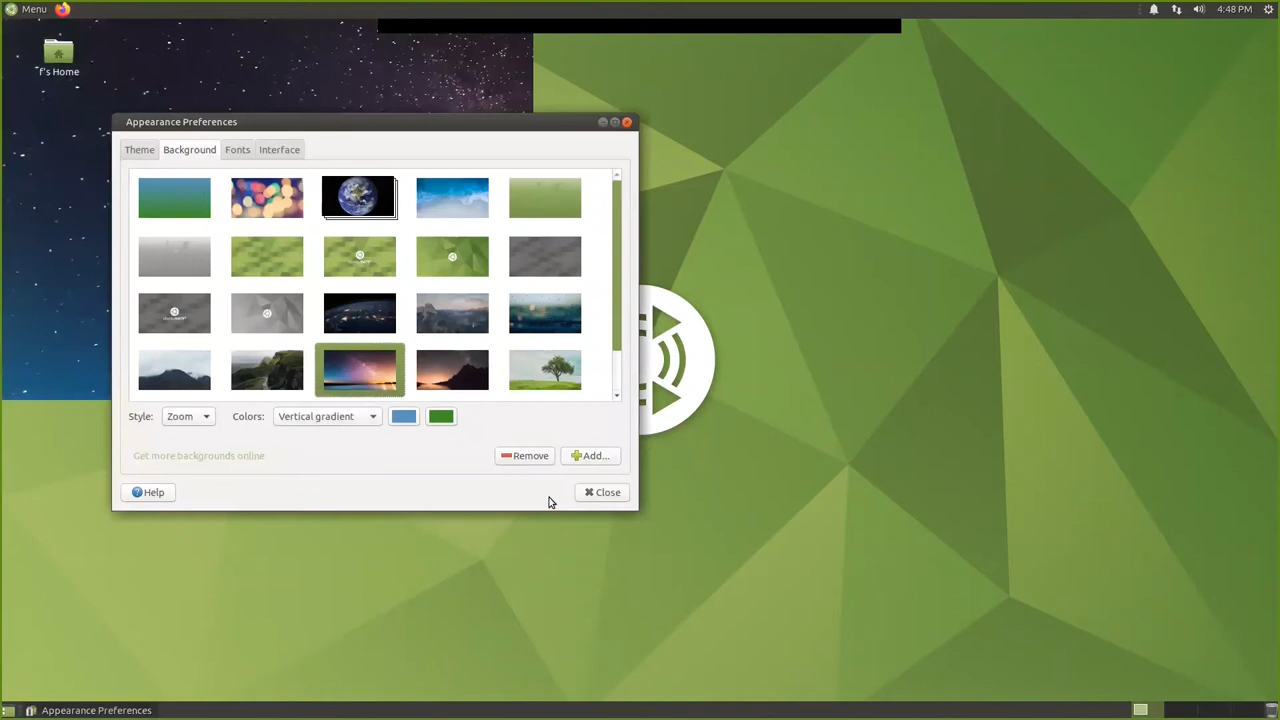 Menu
4:48 PM
f's Home
Appearance Preferences
Theme Background Fonts Interface
Style: Zoom Colors: Vertical gradient
Get more backgrounds online
Remove Add...
Help Close
Appearance Preferences